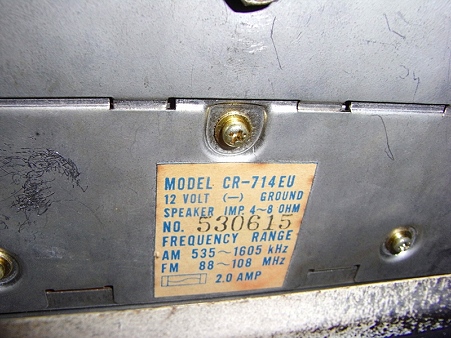 MODEL CR-714EU
12 VOLT (—) GROUND
SPEAKER IMP. 4~8 OHM
NO. 530615
FREQUENCY RANGE
AM 535~1605 kHz
FM 88~108 MHz
2.0 AMP